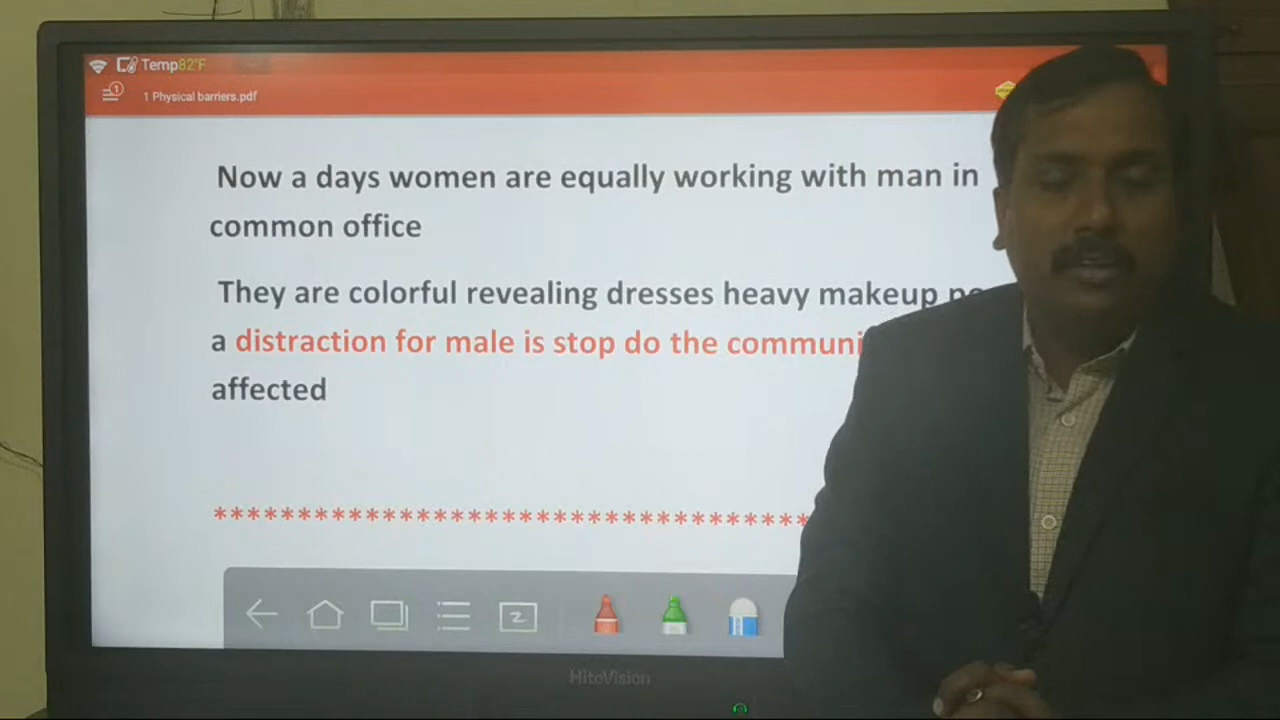 Temp82°F
1 Physical barriers.pdf
Now a days women are equally working with man in
common office
They are colorful revealing dresses heavy makeup
a distraction for male is stop do the communi
affected
**********************************
HiteVision